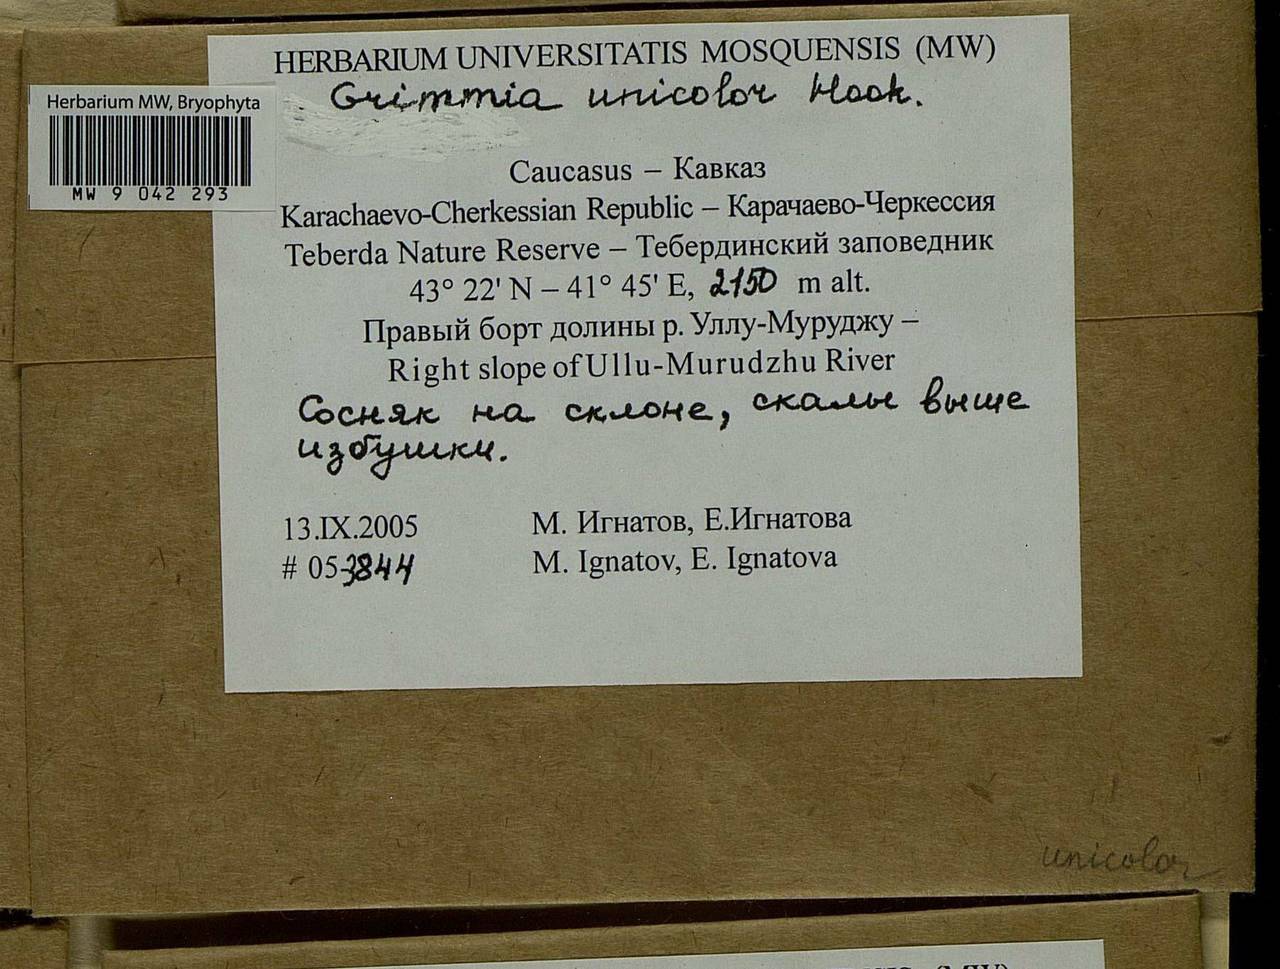 HERBARIUM UNIVERSITATIS MOSQUENSIS (MW)
Grimmia unicolor Hook.
Herbarium MW, Bryophyta
MW 9 042 293
Caucasus – Кавказ
Karachaevo-Cherkessian Republic – Карачаево-Черкессия
Teberda Nature Reserve – Тебердинский заповедник
43° 22' N – 41° 45' E, 2150 m alt.
Правый борт долины р. Уллу-Муруджу –
Right slope of Ullu-Murudzhu River
Сосняк на склоне, скалы выше
избушки.
13.IX.2005
М. Игнатов, Е.Игнатова
# 05-3844
M. Ignatov, E. Ignatova
unicolor